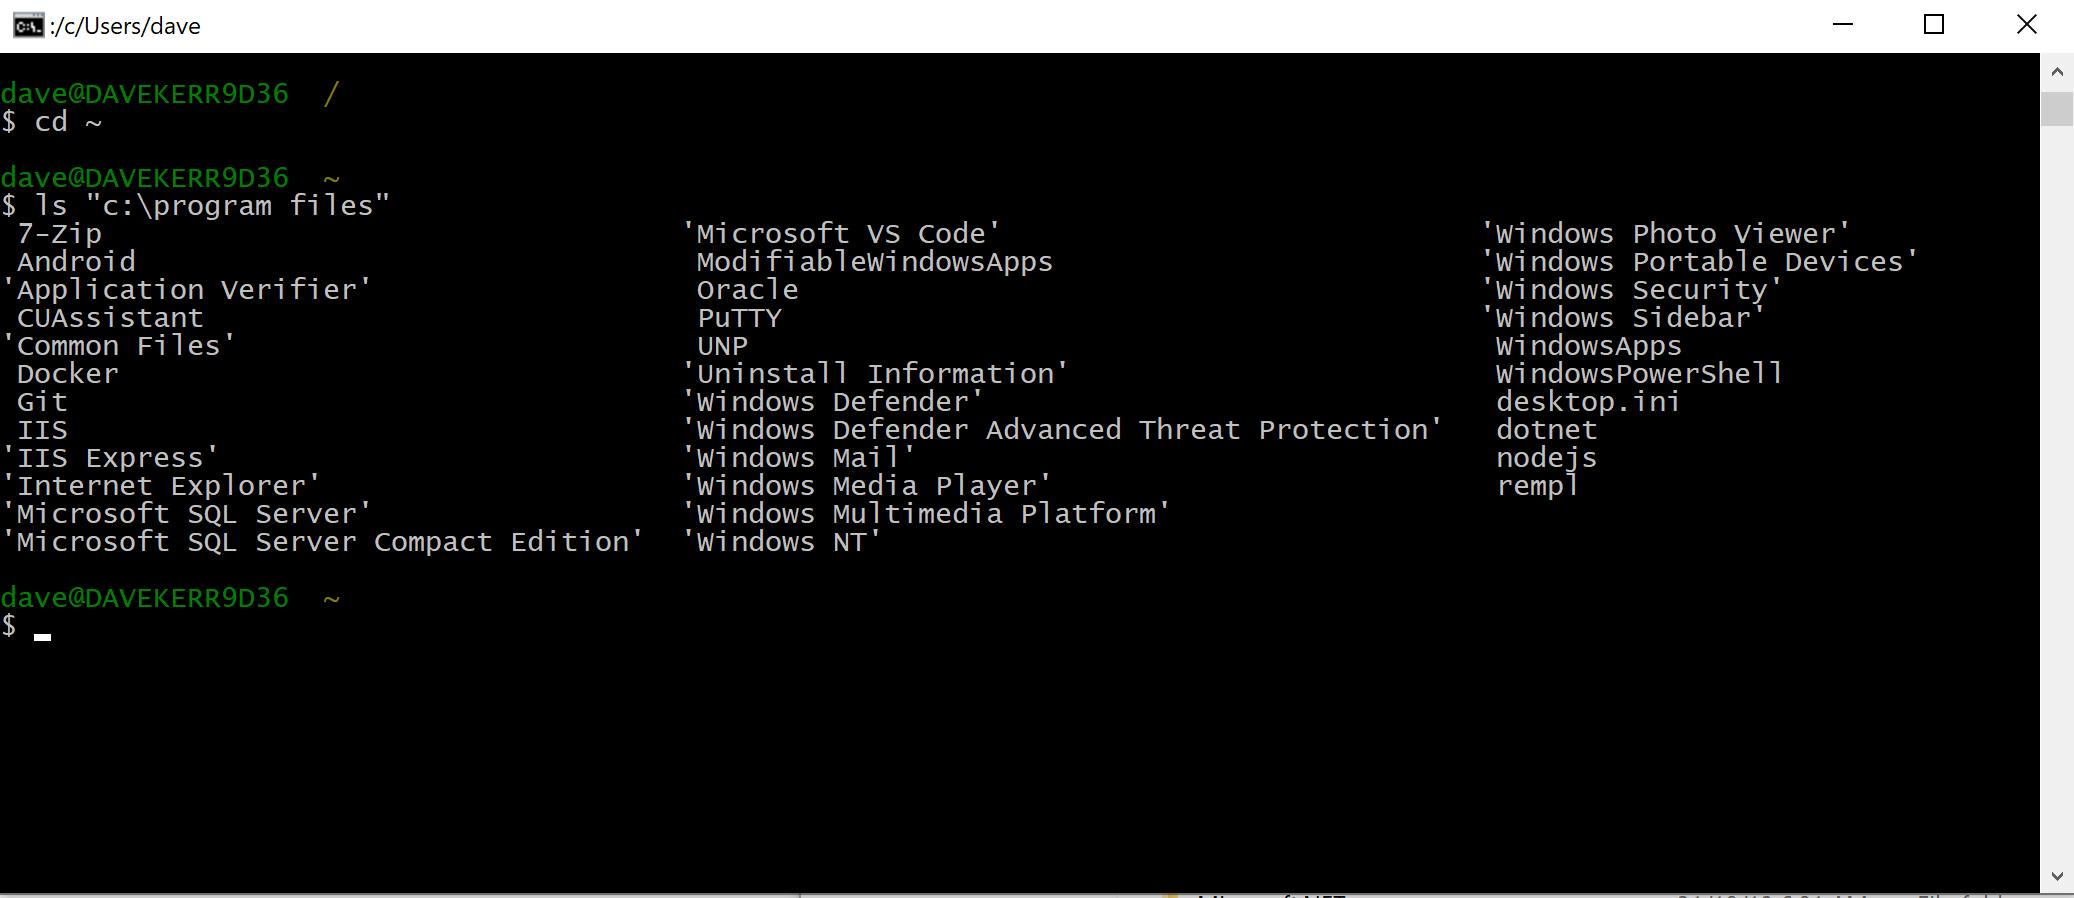 :/c/Users/dave
dave@DAVEKERR9D36 /
$ cd ~
dave@DAVEKERR9D36 ~
$ ls "c:\program files"
7-Zip 'Microsoft VS Code' 'Windows Photo Viewer'
Android ModifiableWindowsApps 'Windows Portable Devices'
'Application Verifier' Oracle 'Windows Security'
CUAssistant PuTTY 'Windows Sidebar'
'Common Files' UNP WindowsApps
Docker 'Uninstall Information' WindowsPowerShell
Git 'Windows Defender' desktop.ini
IIS 'Windows Defender Advanced Threat Protection' dotnet
'IIS Express' 'Windows Mail' nodejs
'Internet Explorer' 'Windows Media Player' rempl
'Microsoft SQL Server' 'Windows Multimedia Platform'
'Microsoft SQL Server Compact Edition' 'Windows NT'
dave@DAVEKERR9D36 ~
$